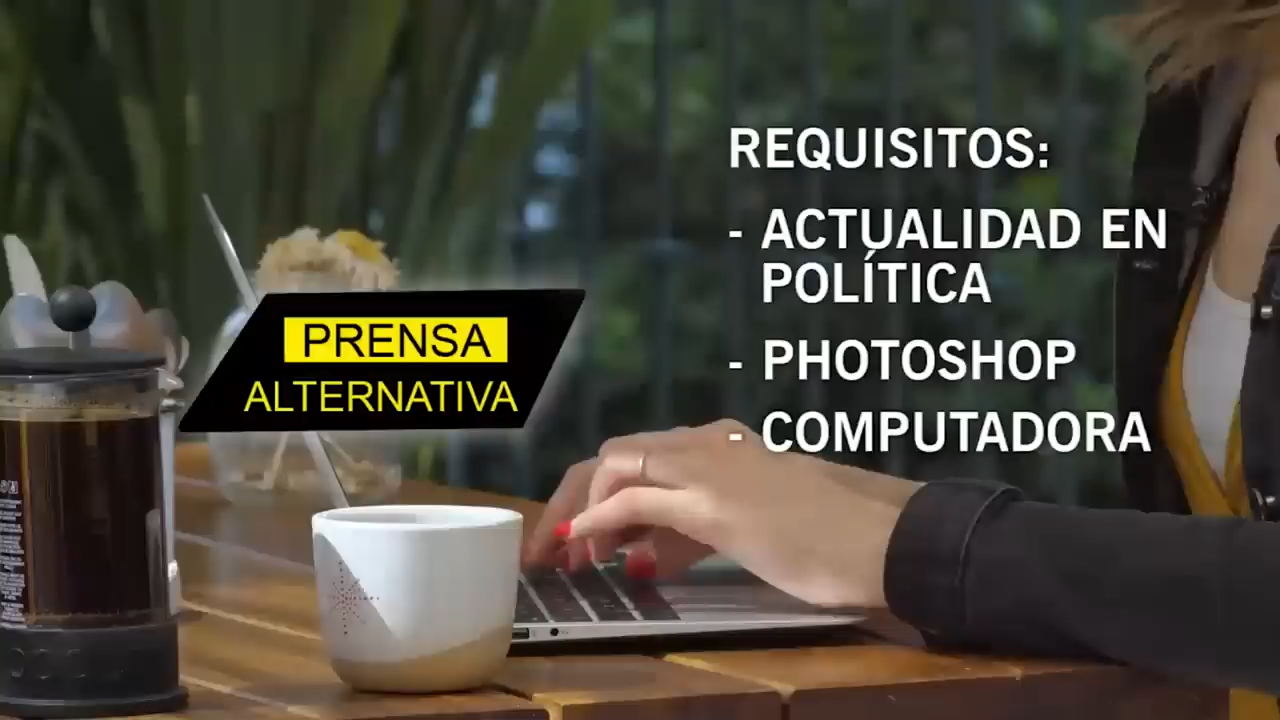 REQUISITOS:
- ACTUALIDAD EN
POLÍTICA
PRENSA
ALTERNATIVA
- PHOTOSHOP
- COMPUTADORA